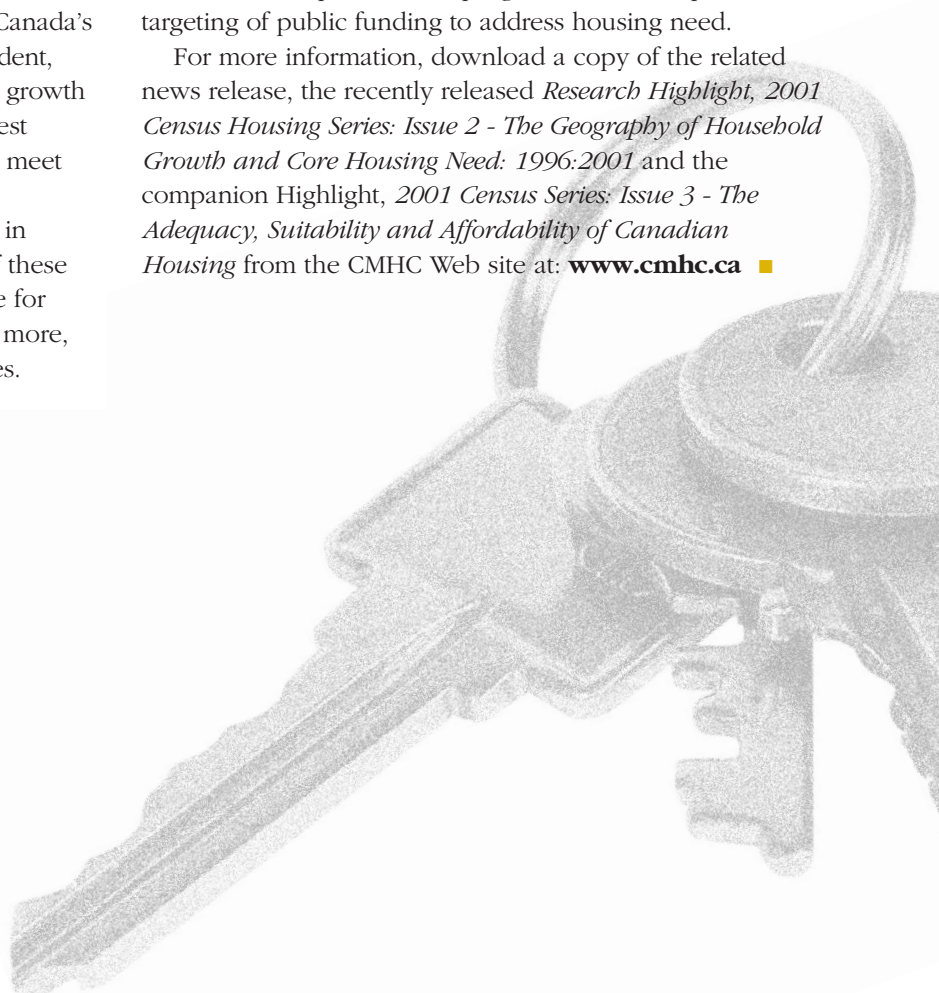 Canada's
dent,
growth
est
meet
in
these
e for
more,
es.
targeting of public funding to address housing need.
For more information, download a copy of the related
news release, the recently released Research Highlight, 2001
Census Housing Series: Issue 2 - The Geography of Household
Growth and Core Housing Need: 1996:2001 and the
companion Highlight, 2001 Census Series: Issue 3 - The
Adequacy, Suitability and Affordability of Canadian
Housing from the CMHC Web site at: www.cmhc.ca ■